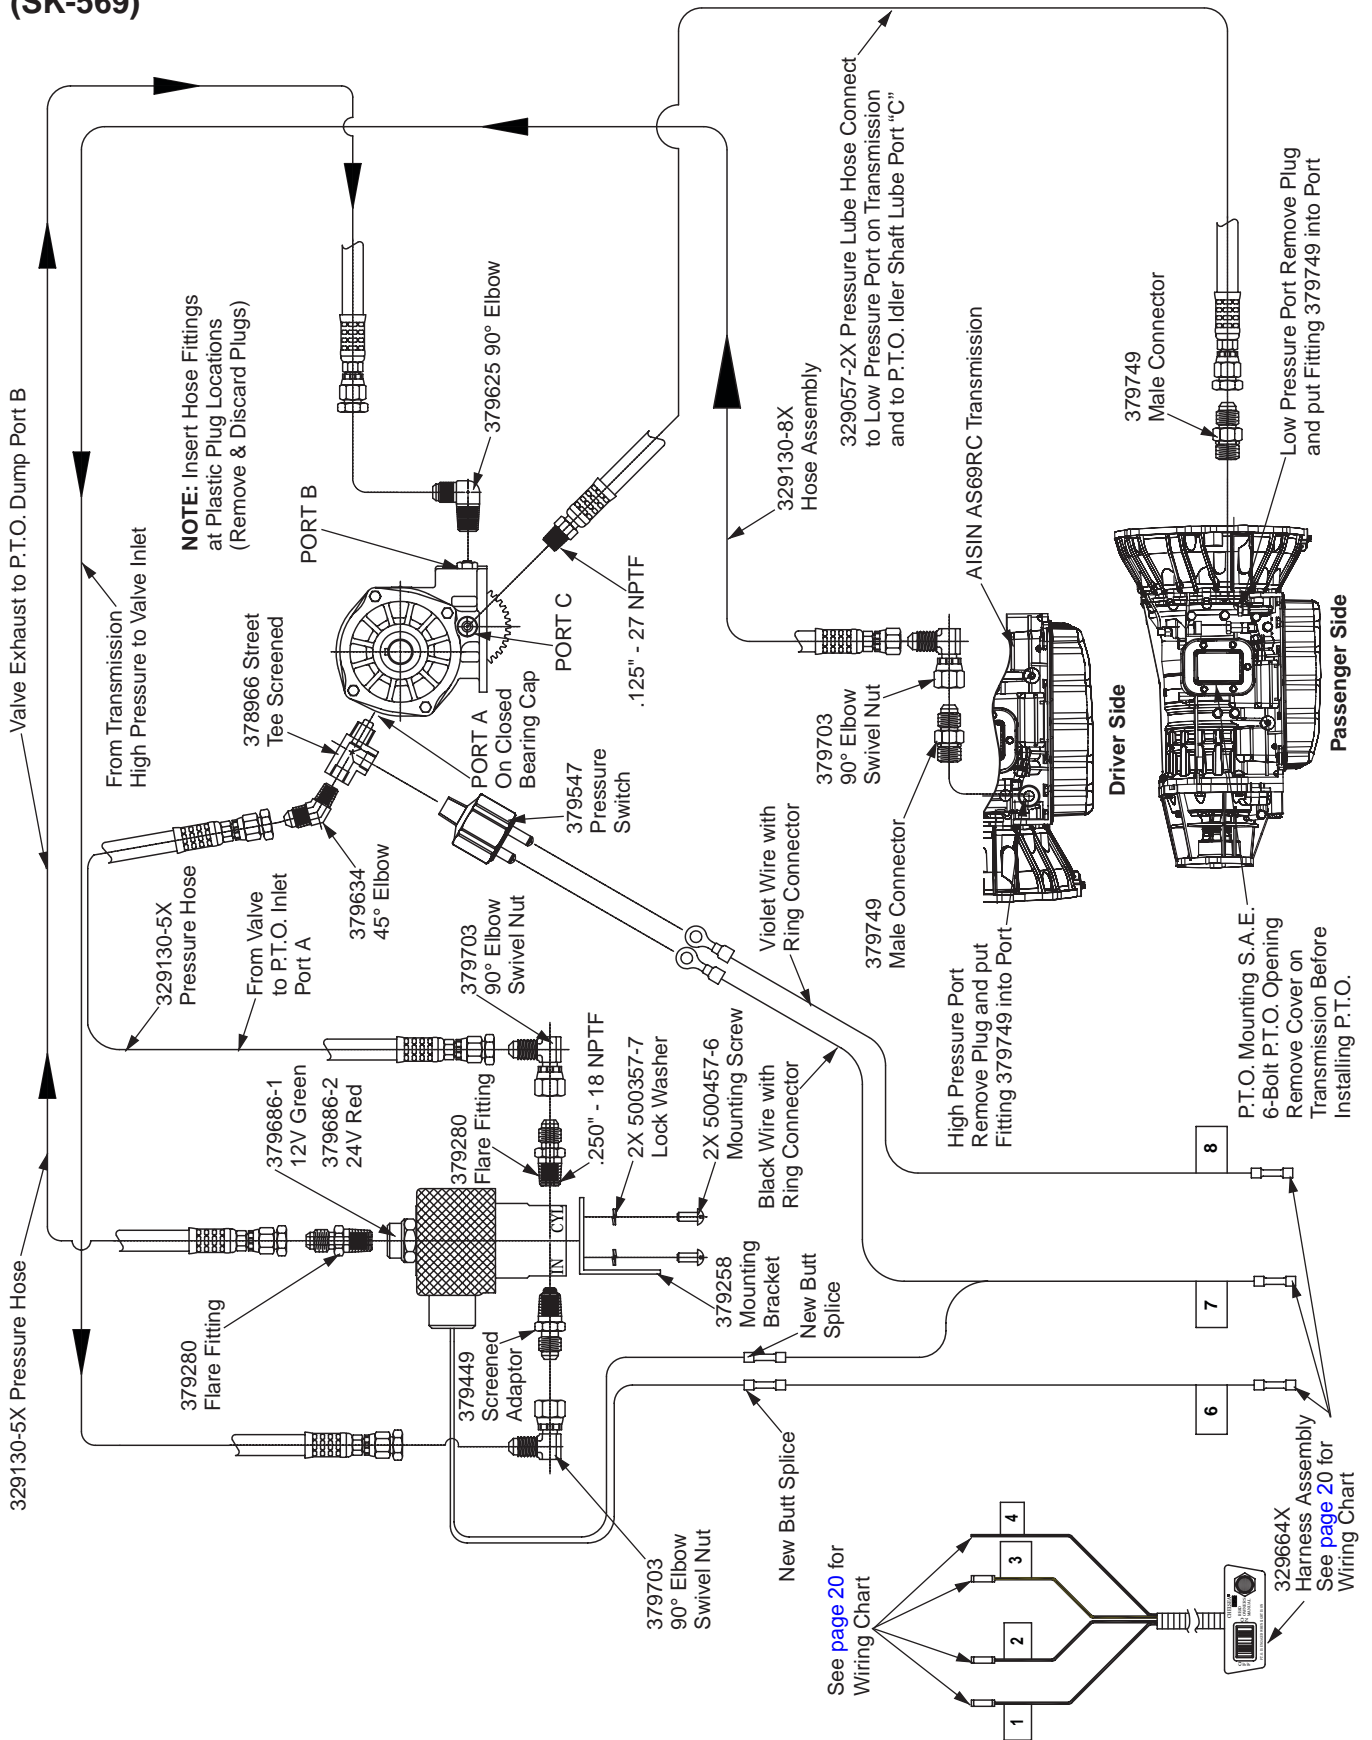 (SK-569)
329130-5X Pressure Hose
Valve Exhaust to P.T.O. Dump Port B
From Transmission
High Pressure to Valve Inlet
NOTE: Insert Hose Fittings
at Plastic Plug Locations
(Remove & Discard Plugs)
379280
Flare Fitting
329130-5X
Pressure Hose
From Valve
to P.T.O. Inlet
Port A
378966 Street
Tee Screened
379634
45° Elbow
PORT B
379625 90° Elbow
379686-1
12V Green
379686-2
24V Red
379703
90° Elbow
Swivel Nut
PORT A
On Closed
Bearing Cap
PORT C
.125" - 27 NPTF
379547
Pressure
Switch
379449
Screened
Adaptor
IN
CYL
379280
Flare Fitting
.250" - 18 NPTF
2X 500357-7
Lock Washer
2X 500457-6
Mounting Screw
379258
Mounting
Bracket
379703
90° Elbow
Swivel Nut
New Butt Splice
New Butt
Splice
Black Wire with
Ring Connector
Violet Wire with
Ring Connector
329130-8X
Hose Assembly
329057-2X Pressure Lube Hose Connect
to Low Pressure Port on Transmission
and to P.T.O. Idler Shaft Lube Port “C”
379703
90° Elbow
Swivel Nut
379749
Male Connector
AISIN AS69RC Transmission
High Pressure Port
Remove Plug and put
Fitting 379749 into Port
Driver Side
379749
Male Connector
Low Pressure Port Remove Plug
and put Fitting 379749 into Port
P.T.O. Mounting S.A.E.
6-Bolt P.T.O. Opening
Remove Cover on
Transmission Before
Installing P.T.O.
Passenger Side
See page 20 for
Wiring Chart
1
2
3
4
6
7
8
329664X
Harness Assembly
See page 20 for
Wiring Chart